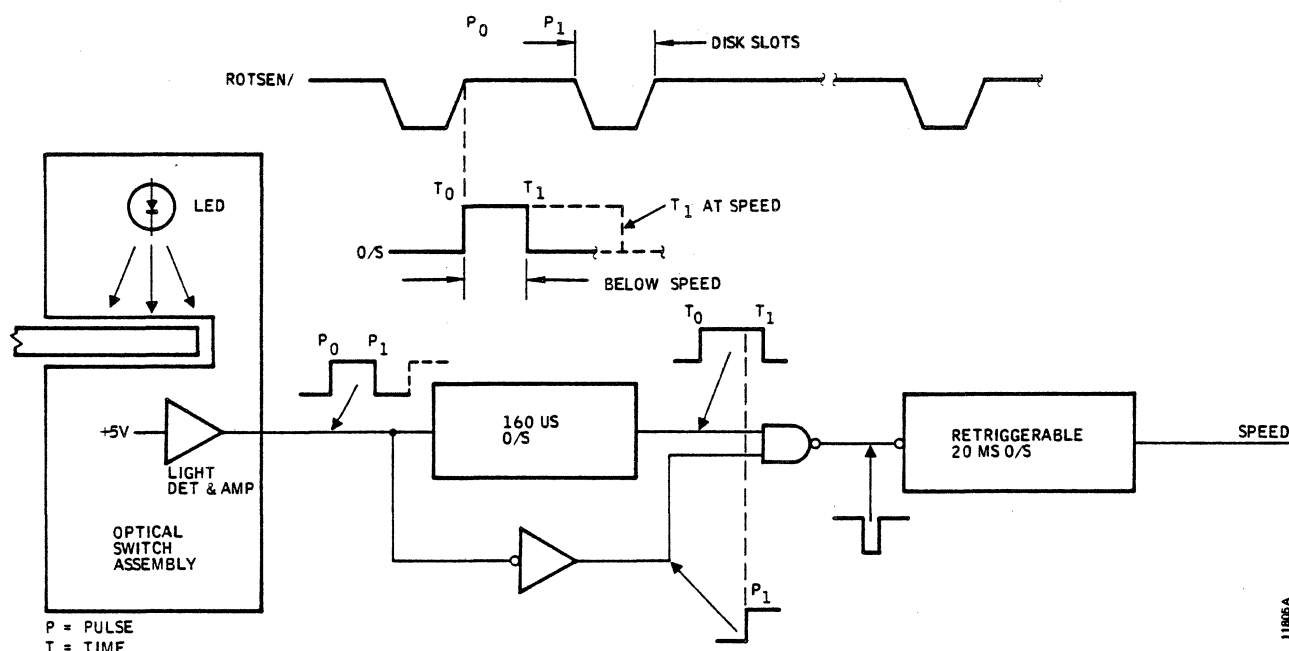 P0 P1
DISK SLOTS
ROTSEN/
T0 T1
T1 AT SPEED
O/S
BELOW SPEED
LED
T0 T1
P0 P1
+5V
LIGHT
DET & AMP
160 US
O/S
RETRIGGERABLE
20 MS O/S
SPEED
OPTICAL
SWITCH
ASSEMBLY
P1
P = PULSE
T = TIME
11806A